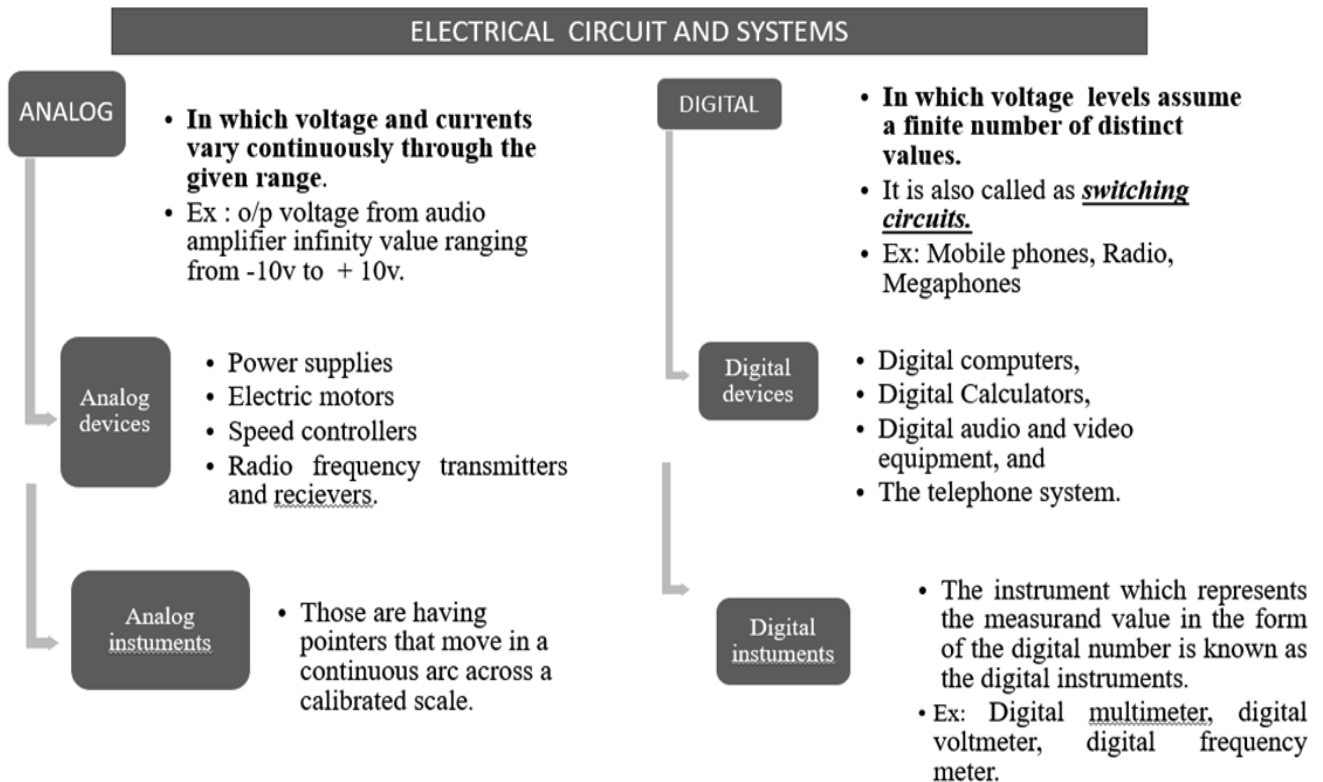 ELECTRICAL CIRCUIT AND SYSTEMS
ANALOG
• In which voltage and currents
vary continuously through the
given range.
• Ex : o/p voltage from audio
amplifier infinity value ranging
from -10v to + 10v.
Analog
devices
• Power supplies
• Electric motors
• Speed controllers
• Radio frequency transmitters
and recievers.
Analog
instuments
• Those are having
pointers that move in a
continuous arc across a
calibrated scale.
DIGITAL
• In which voltage levels assume
a finite number of distinct
values.
• It is also called as switching
circuits.
• Ex: Mobile phones, Radio,
Megaphones
Digital
devices
• Digital computers,
• Digital Calculators,
• Digital audio and video
equipment, and
• The telephone system.
Digital
instuments
• The instrument which represents
the measurand value in the form
of the digital number is known as
the digital instruments.
• Ex: Digital multimeter, digital
voltmeter, digital frequency
meter.